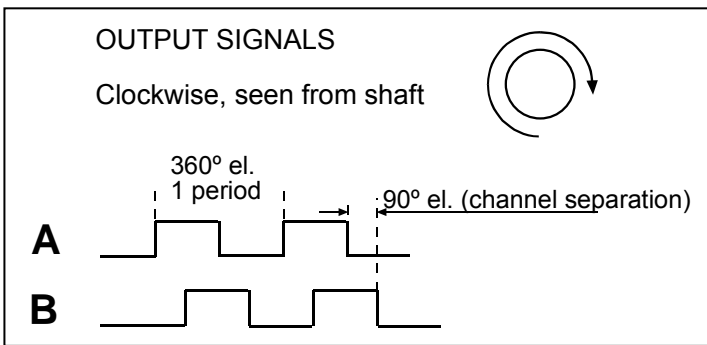 OUTPUT SIGNALS
Clockwise, seen from shaft
360º el.
1 period
90º el. (channel separation)
A
B